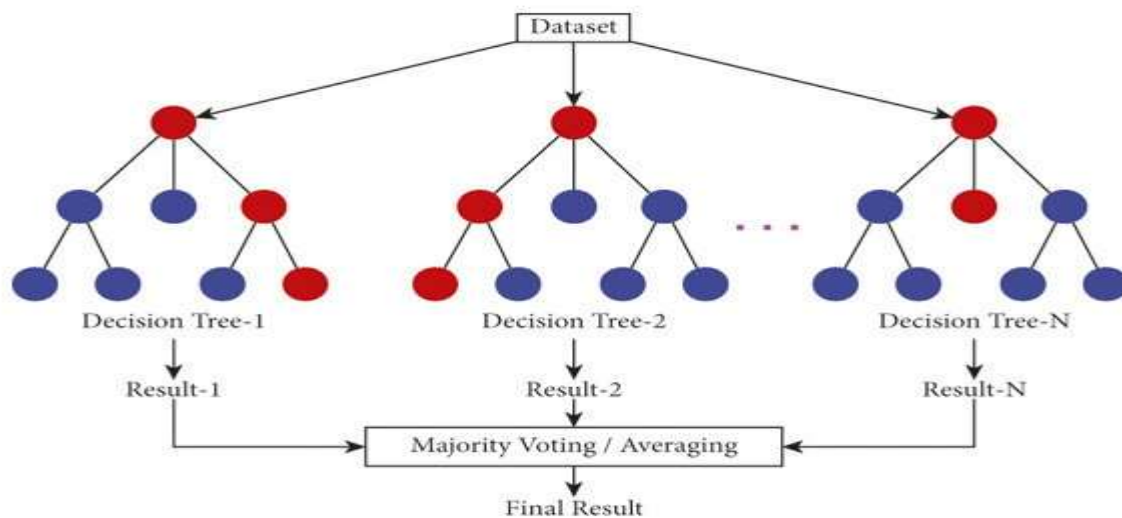 Dataset
Decision Tree-1
Decision Tree-2
Decision Tree-N
Result-1
Result-2
Result-N
Majority Voting / Averaging
Final Result